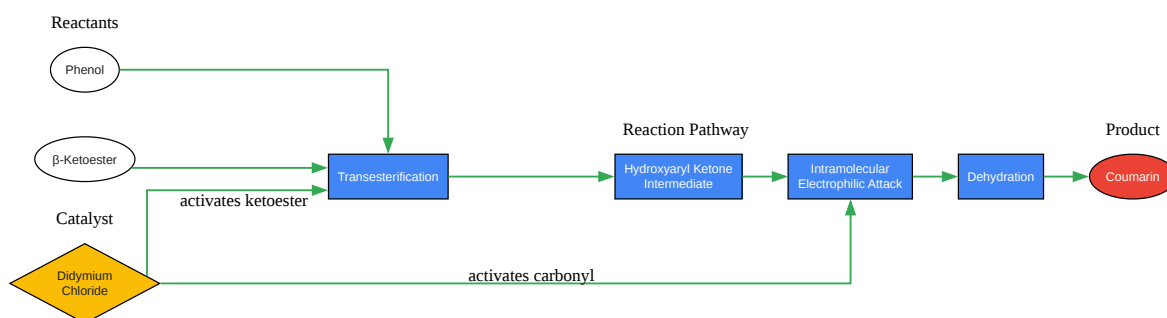 Reactants
Phenol
β-Ketoester
Transesterification
activates ketoester
Catalyst
Didymium
Chloride
activates carbonyl
Reaction Pathway
Hydroxyaryl Ketone
Intermediate
Intramolecular
Electrophilic Attack
Dehydration
Product
Coumarin